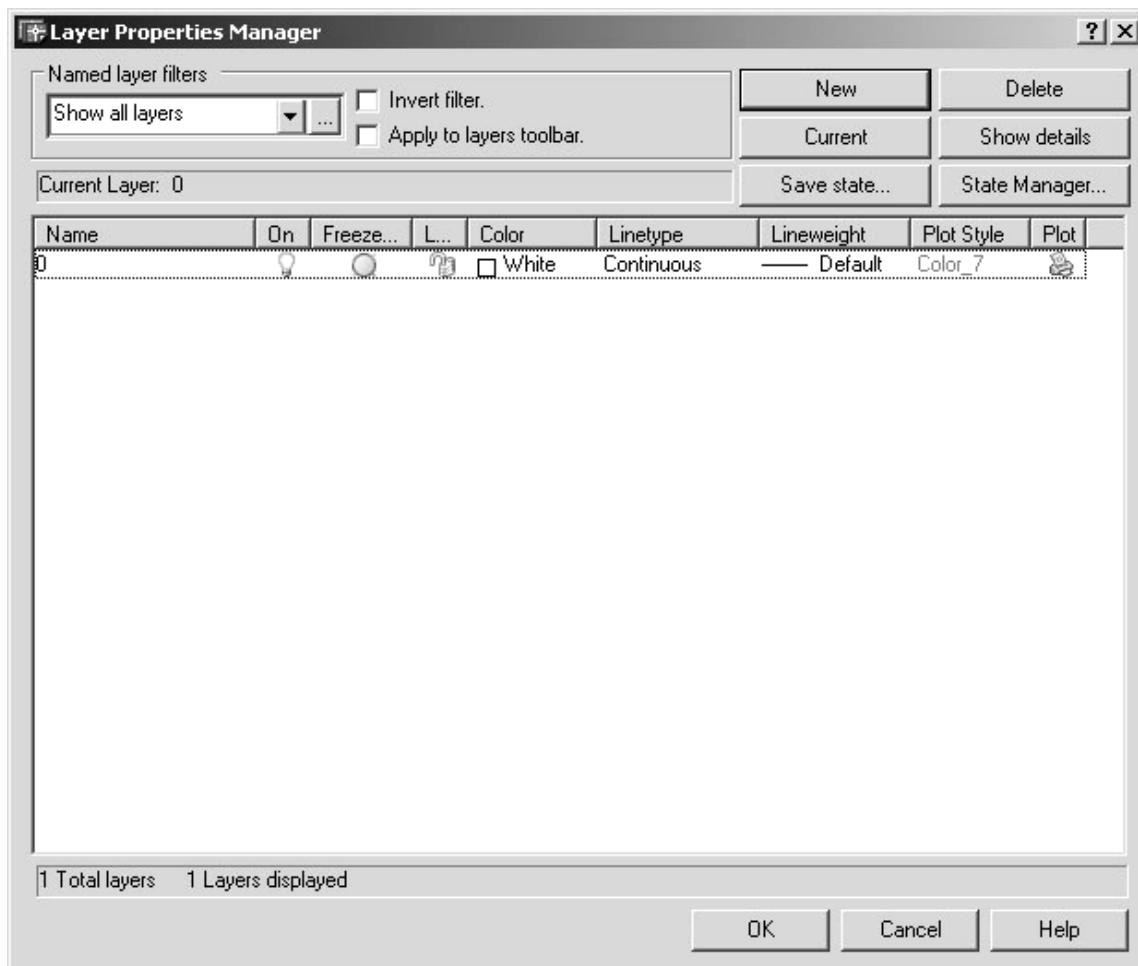 Layer Properties Manager
Named layer filters
Show all layers
...
Invert filter.
Apply to layers toolbar.
New
Delete
Current
Show details
Current Layer: 0
Save state...
State Manager...
Name On Freeze... L... Color Linetype Lineweight Plot Style Plot
0 White Continuous Default Color_7
1 Total layers 1 Layers displayed
OK Cancel Help